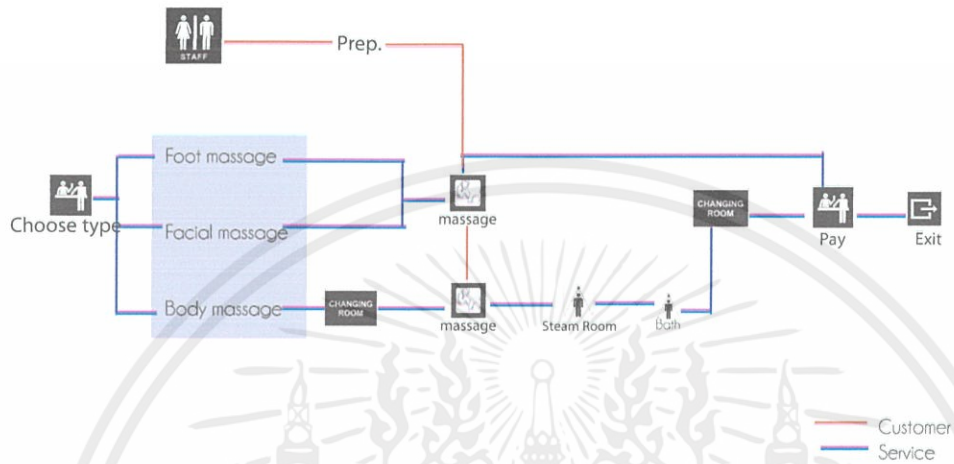 STAFF
Prep.
Foot massage
Choose type
Facial massage
massage
CHANGING
ROOM
Pay
Exit
Body massage
CHANGING
ROOM
massage
Steam Room
Bath
Customer
Service